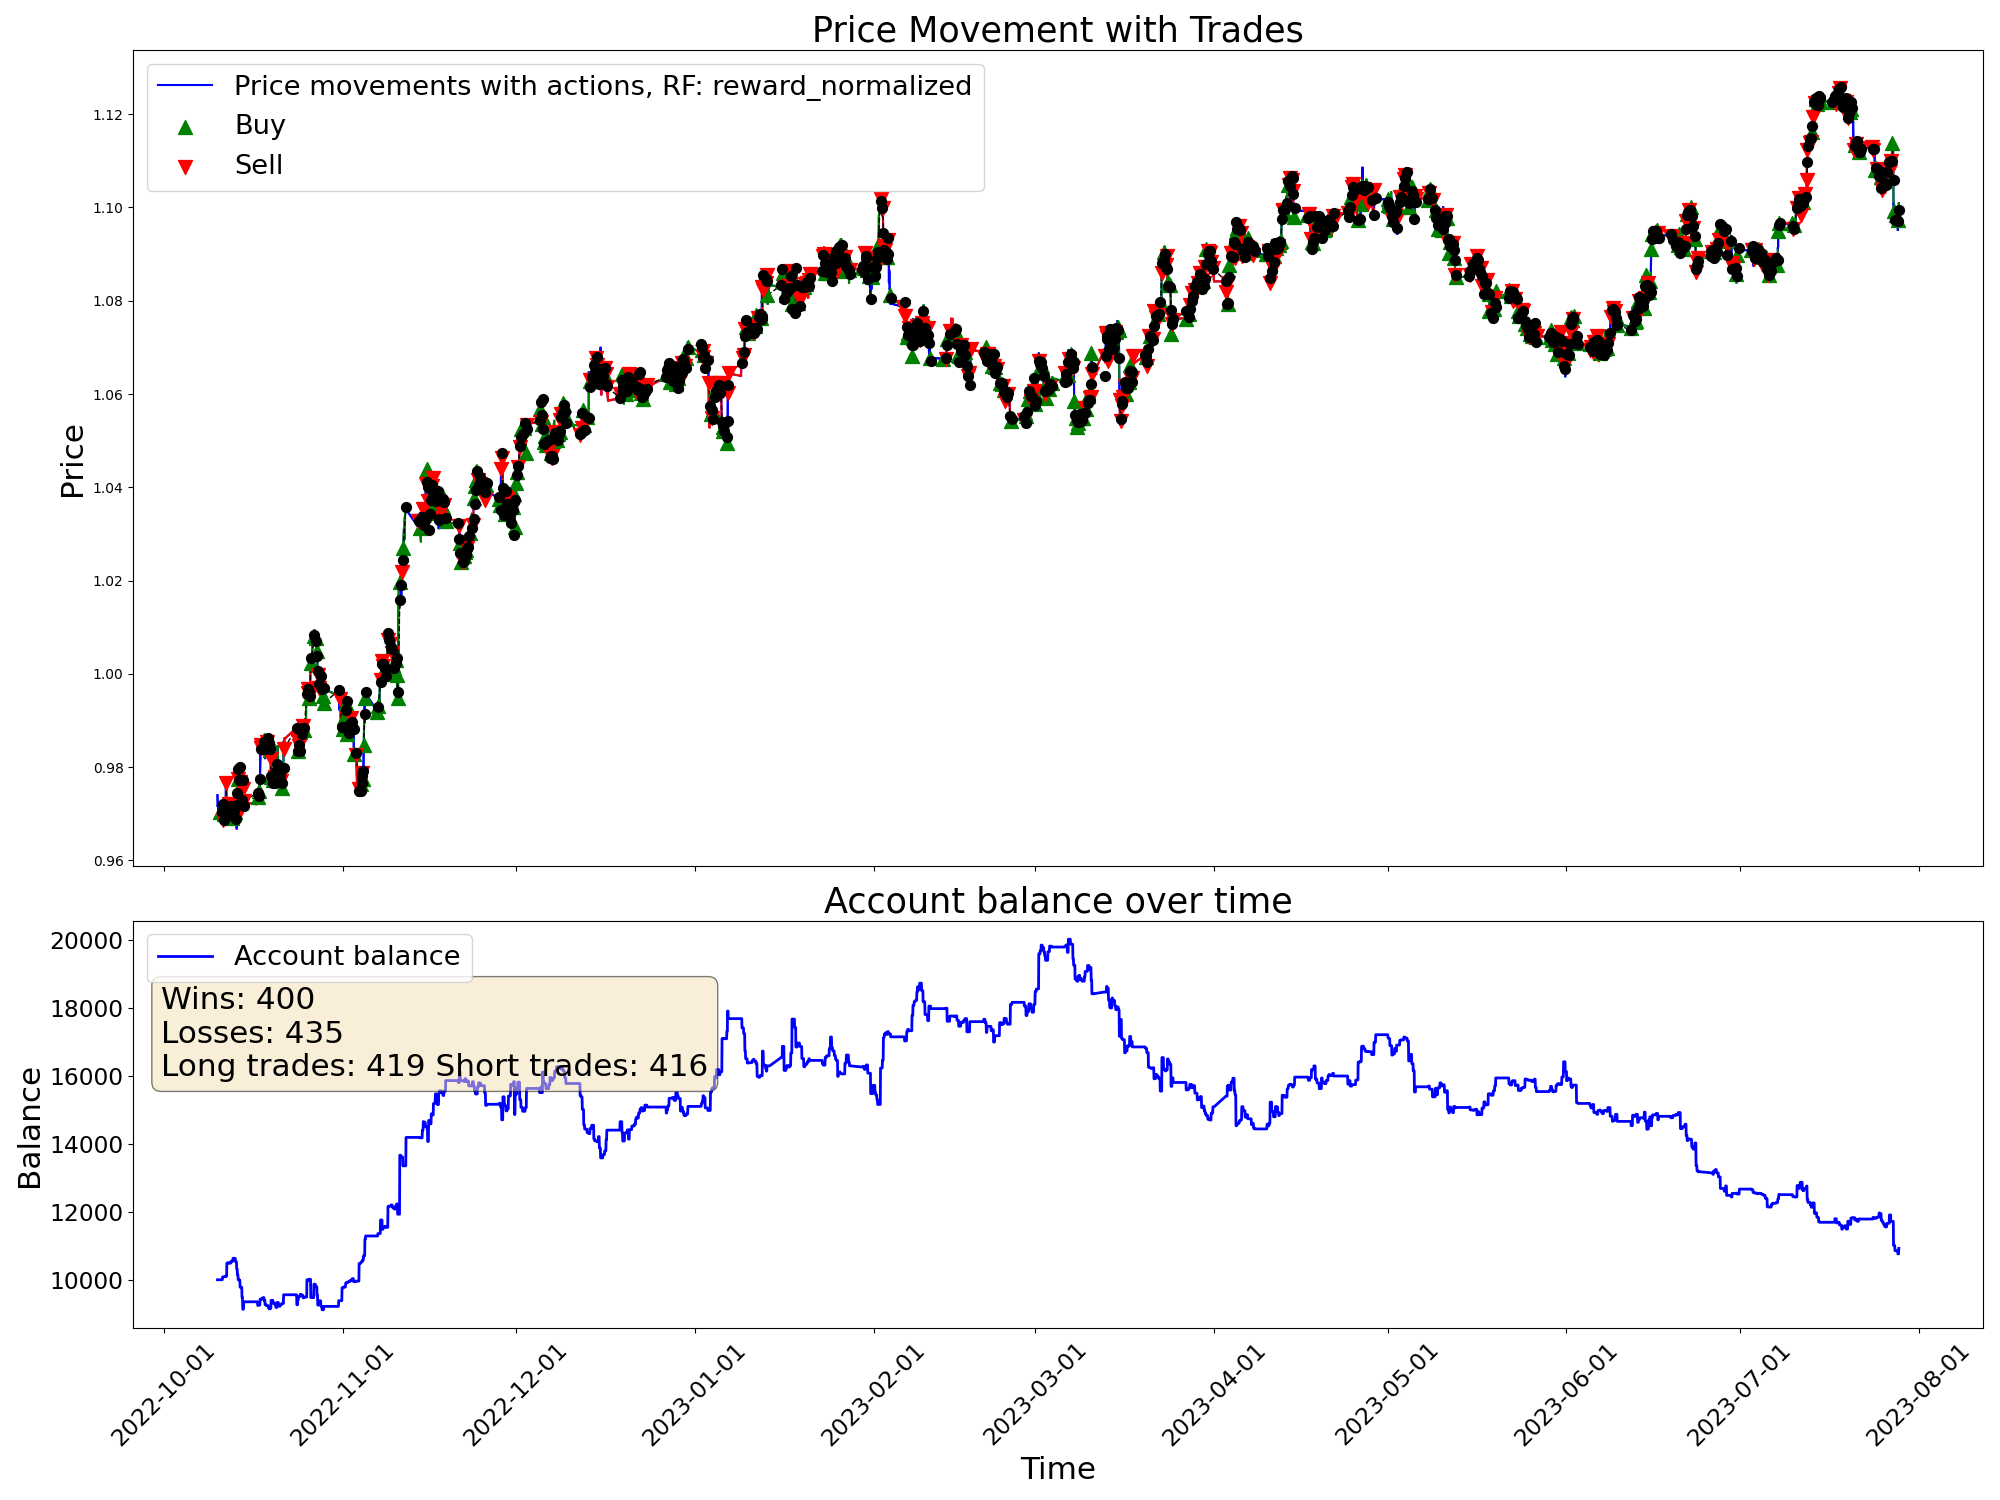 Price Movement with Trades
Price movements with actions, RF: reward_normalized
Buy
Sell
Price
1.12
1.10
1.08
1.06
1.04
1.02
1.00
0.98
0.96
Account balance over time
Account balance
Wins: 400
Losses: 435
Long trades: 419 Short trades: 416
Balance
20000
18000
16000
14000
12000
10000
2022-10-01
2022-11-01
2022-12-01
2023-01-01
2023-02-01
2023-03-01
2023-04-01
2023-05-01
2023-06-01
2023-07-01
2023-08-01
Time